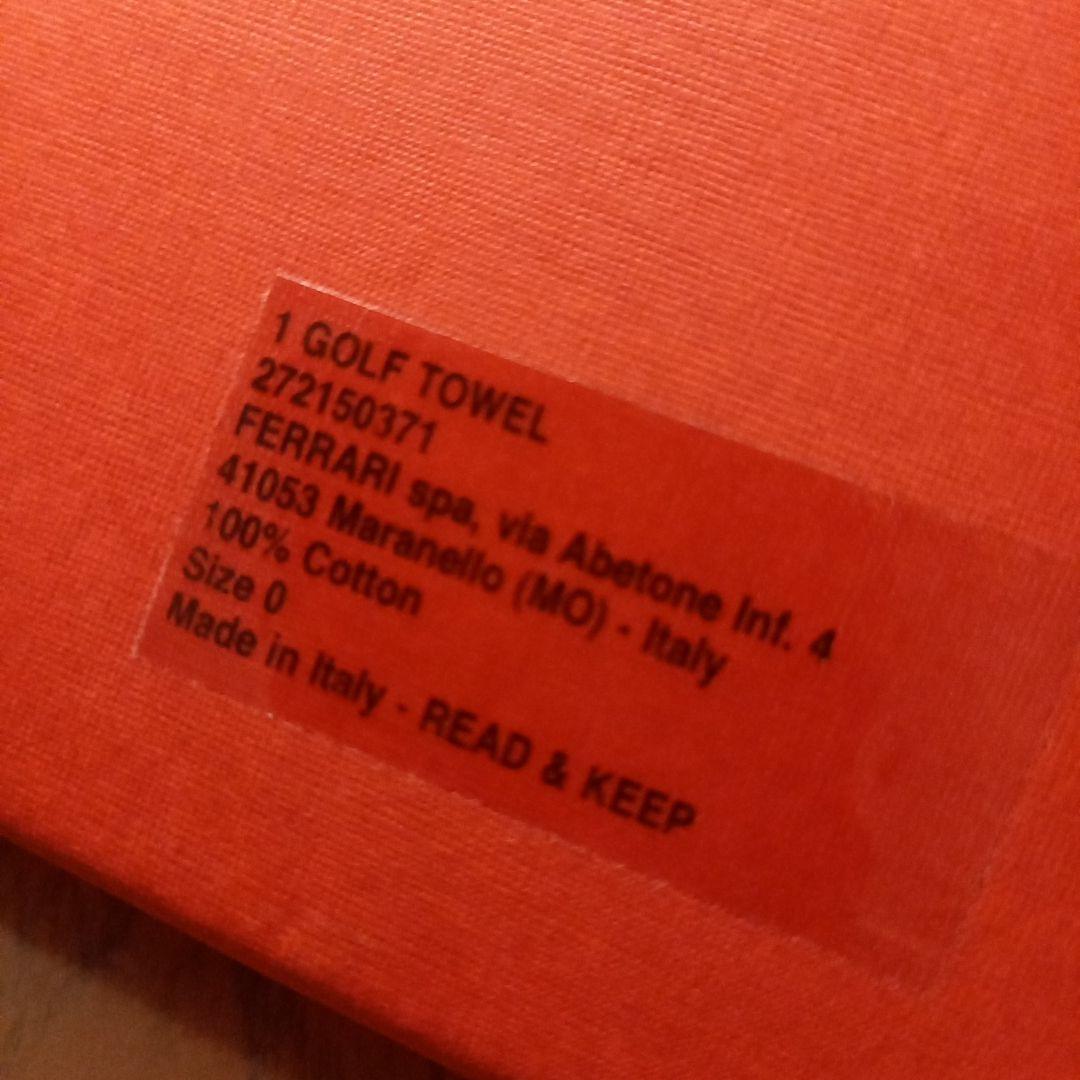 1 GOLF TOWEL
272150371
FERRARI spa, via Abetone Inf. 4
41053 Maranello (MO) - Italy
100% Cotton
Size 0
Made in Italy - READ & KEEP